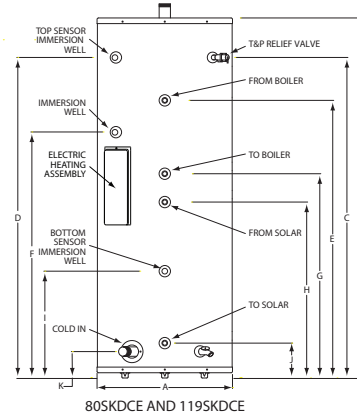 TOP SENSOR
IMMERSION
WELL
T&P RELIEF VALVE
FROM BOILER
IMMERSION
WELL
ELECTRIC
HEATING
ASSEMBLY
TO BOILER
FROM SOLAR
BOTTOM
SENSOR
IMMERSION
WELL
COLD IN
TO SOLAR
D
F
I
K
A
J
H
G
E
C
80SKDCE AND 119SKDCE